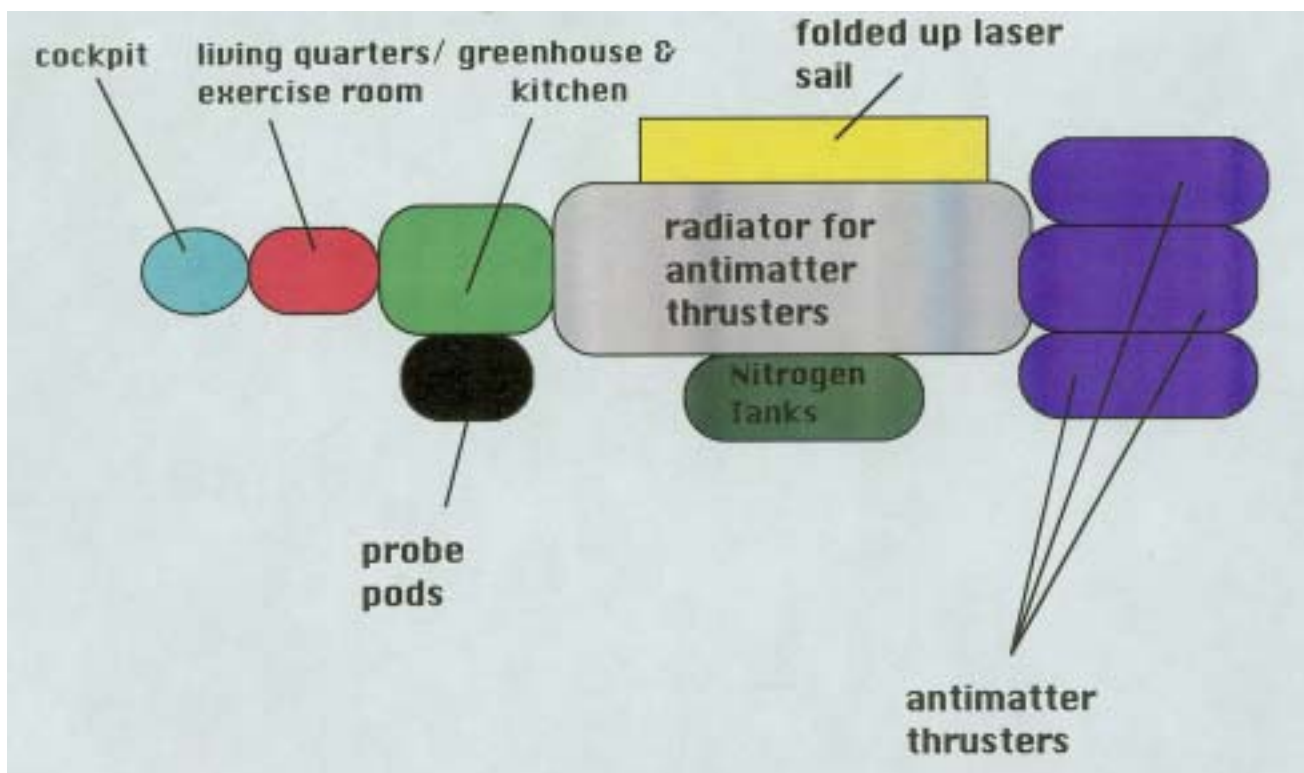 cockpit
living quarters/
exercise room
greenhouse &
kitchen
folded up laser
sail
radiator for
antimatter
thrusters
Nitrogen
Tanks
probe
pods
antimatter
thrusters